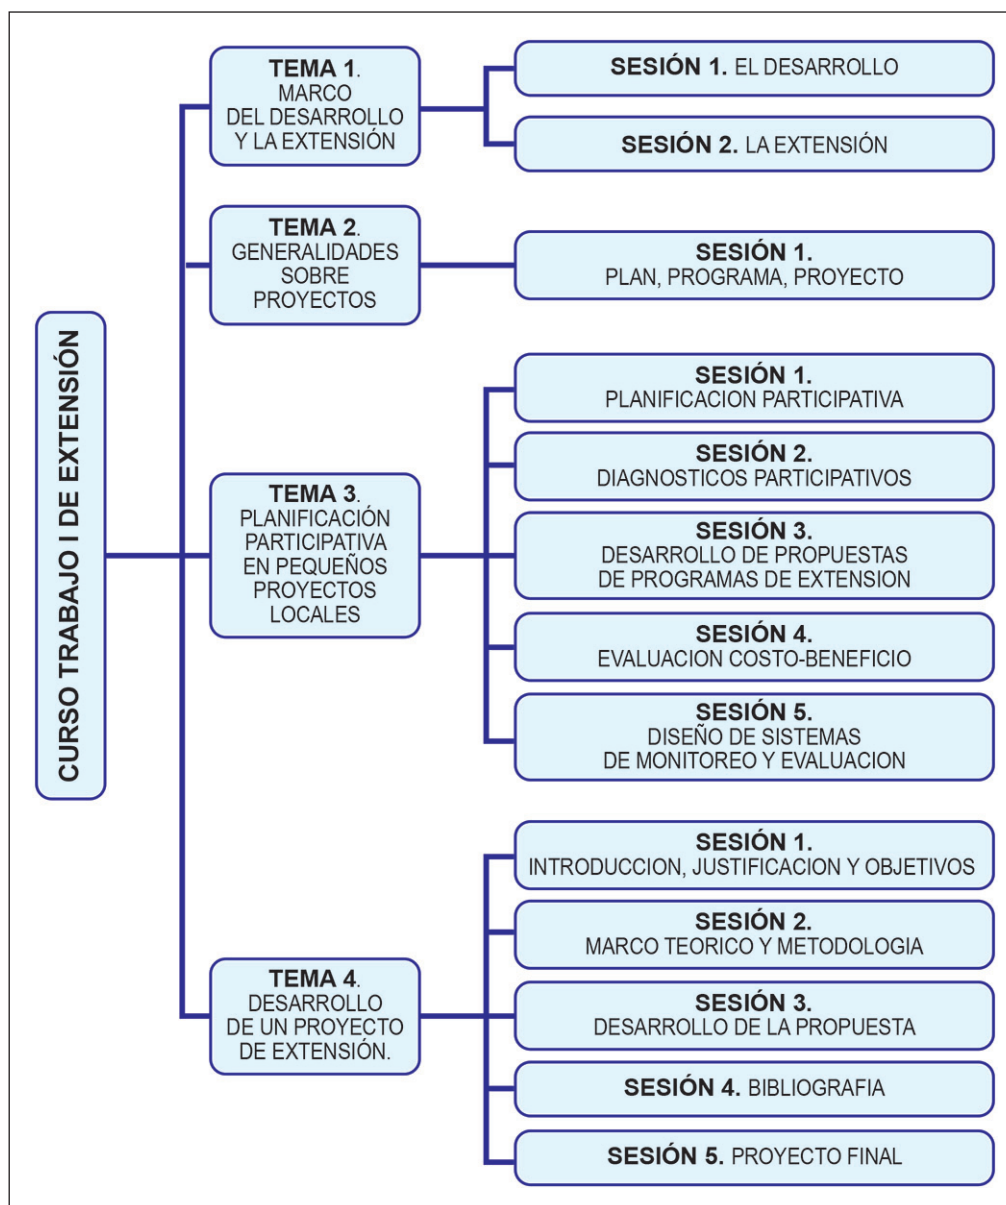 CURSO TRABAJO I DE EXTENSIÓN
TEMA 1.
MARCO
DEL DESARROLLO
Y LA EXTENSIÓN
SESIÓN 1. EL DESARROLLO
SESIÓN 2. LA EXTENSIÓN
TEMA 2.
GENERALIDADES
SOBRE
PROYECTOS
SESIÓN 1.
PLAN, PROGRAMA, PROYECTO
TEMA 3.
PLANIFICACIÓN
PARTICIPATIVA
EN PEQUEÑOS
PROYECTOS
LOCALES
SESIÓN 1.
PLANIFICACION PARTICIPATIVA
SESIÓN 2.
DIAGNOSTICOS PARTICIPATIVOS
SESIÓN 3.
DESARROLLO DE PROPUESTAS
DE PROGRAMAS DE EXTENSION
SESIÓN 4.
EVALUACION COSTO-BENEFICIO
SESIÓN 5.
DISEÑO DE SISTEMAS
DE MONITOREO Y EVALUACION
TEMA 4.
DESARROLLO
DE UN PROYECTO
DE EXTENSIÓN.
SESIÓN 1.
INTRODUCCION, JUSTIFICACION Y OBJETIVOS
SESIÓN 2.
MARCO TEORICO Y METODOLOGIA
SESIÓN 3.
DESARROLLO DE LA PROPUESTA
SESIÓN 4. BIBLIOGRAFIA
SESIÓN 5. PROYECTO FINAL